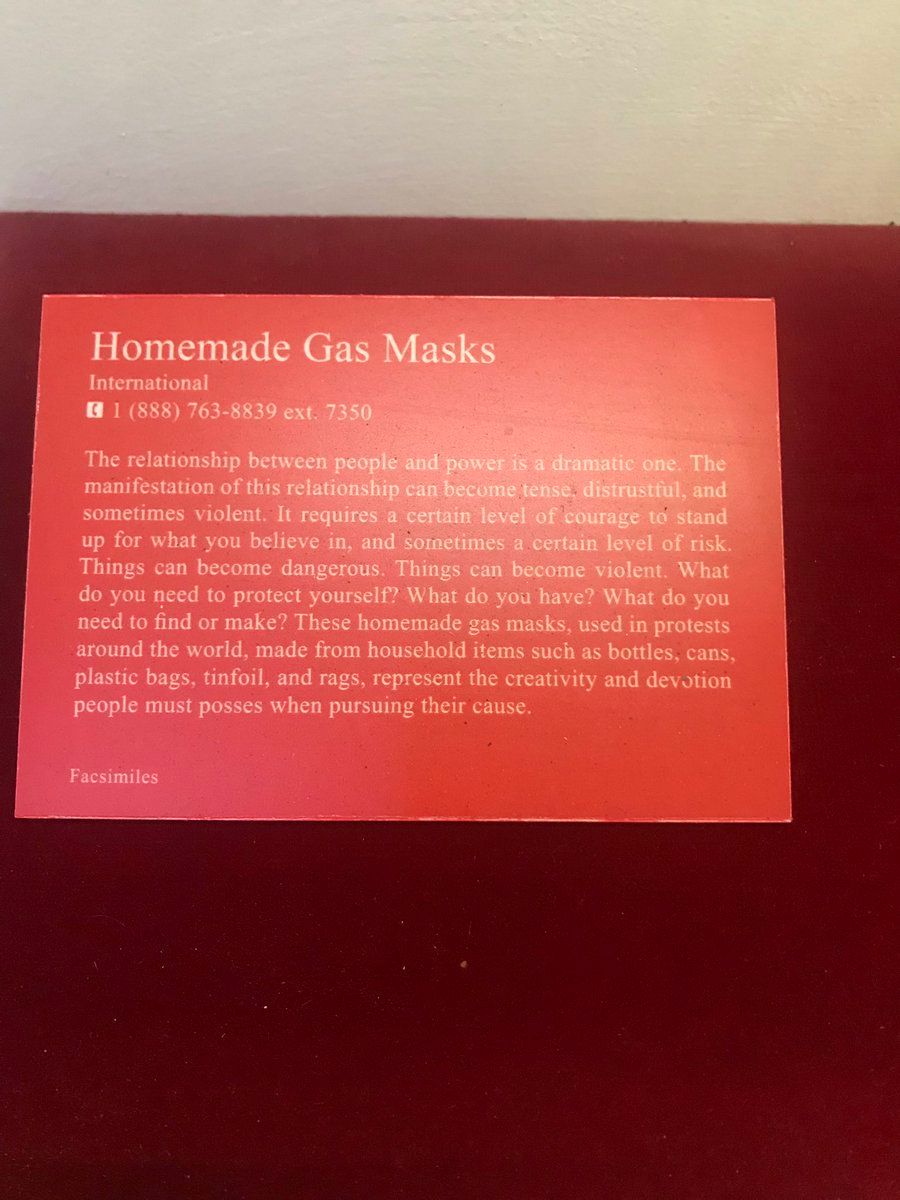 Homemade Gas Masks
International
1 (888) 763-8839 ext. 7350
The relationship between people and power is a dramatic one. The
manifestation of this relationship can become tense, distrustful, and
sometimes violent. It requires a certain level of courage to stand
up for what you believe in, and sometimes a certain level of risk.
Things can become dangerous. Things can become violent. What
do you need to protect yourself? What do you have? What do you
need to find or make? These homemade gas masks, used in protests
around the world, made from household items such as bottles, cans,
plastic bags, tinfoil, and rags, represent the creativity and devotion
people must posses when pursuing their cause.
Facsimiles